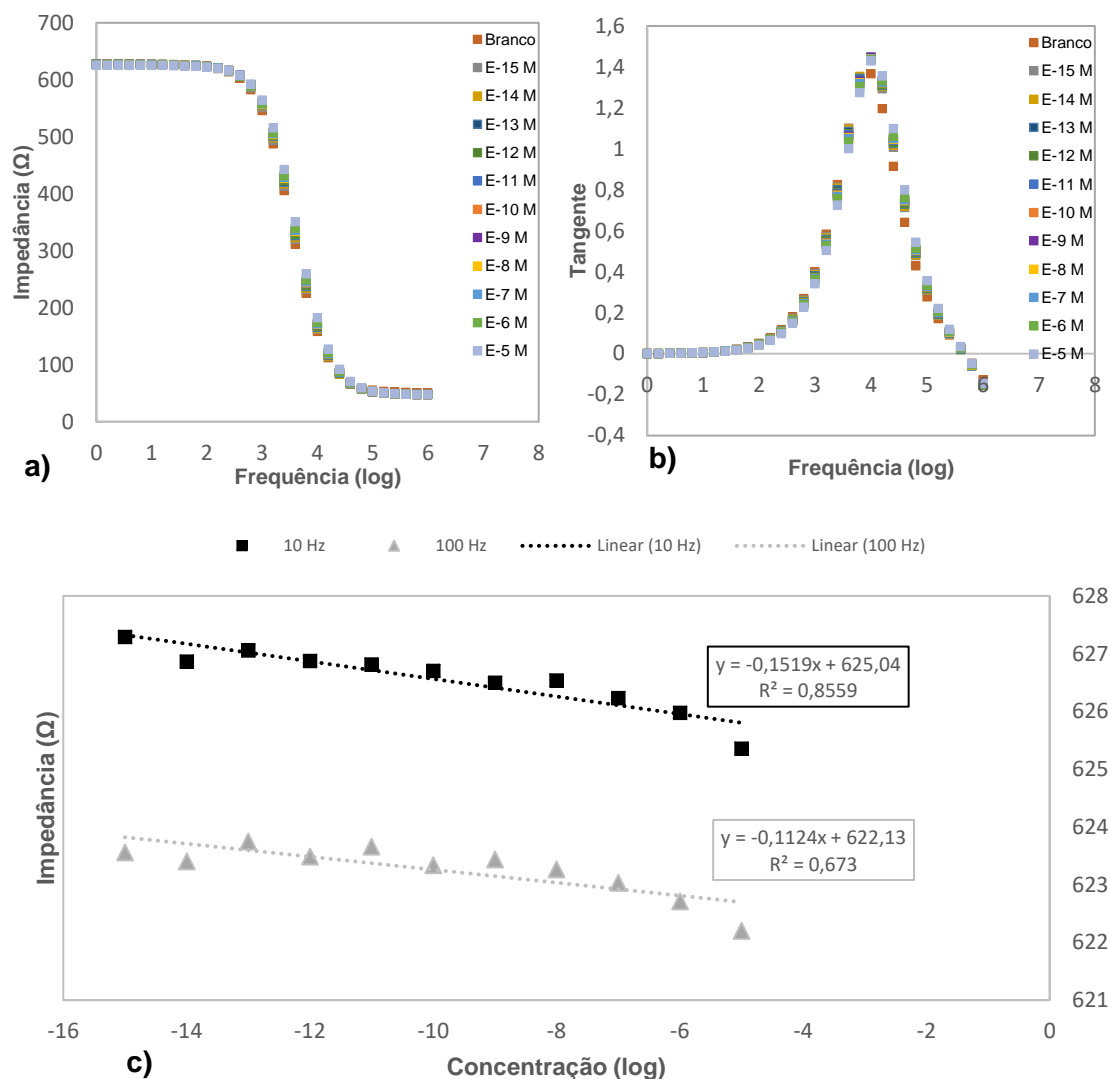 700
600
500
400
300
200
100
0
Impedância (Ω)
0 1 2 3 4 5 6 7 8
Frequência (log)
Branco
E-15 M
E-14 M
E-13 M
E-12 M
E-11 M
E-10 M
E-9 M
E-8 M
E-7 M
E-6 M
E-5 M
a)
1,6
1,4
1,2
1
0,8
0,6
0,4
0,2
0
-0,2
-0,4
Tangente
0 1 2 3 4 5 6 7 8
Frequência (log)
Branco
E-15 M
E-14 M
E-13 M
E-12 M
E-11 M
E-10 M
E-9 M
E-8 M
E-7 M
E-6 M
E-5 M
b)
10 Hz 100 Hz Linear (10 Hz) Linear (100 Hz)
628
627
626
625
624
623
622
621
Impedância (Ω)
y = -0,1519x + 625,04
R² = 0,8559
y = -0,1124x + 622,13
R² = 0,673
-16 -14 -12 -10 -8 -6 -4 -2 0
Concentração (log)
c)